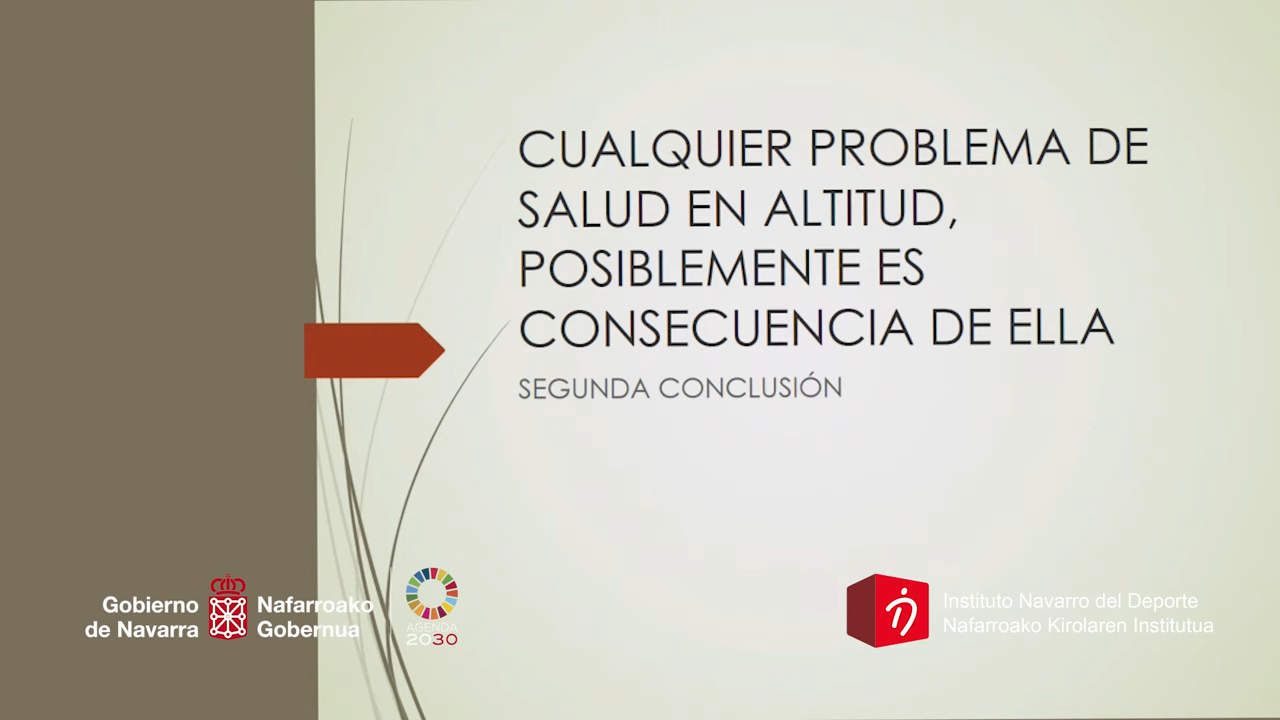 CUALQUIER PROBLEMA DE
SALUD EN ALTITUD,
POSIBLEMENTE ES
CONSECUENCIA DE ELLA
SEGUNDA CONCLUSIÓN
Gobierno
de Navarra
Nafarroako
Gobernua
AGENDA
2030
Instituto Navarro del Deporte
Nafarroako Kirolaren Institutua